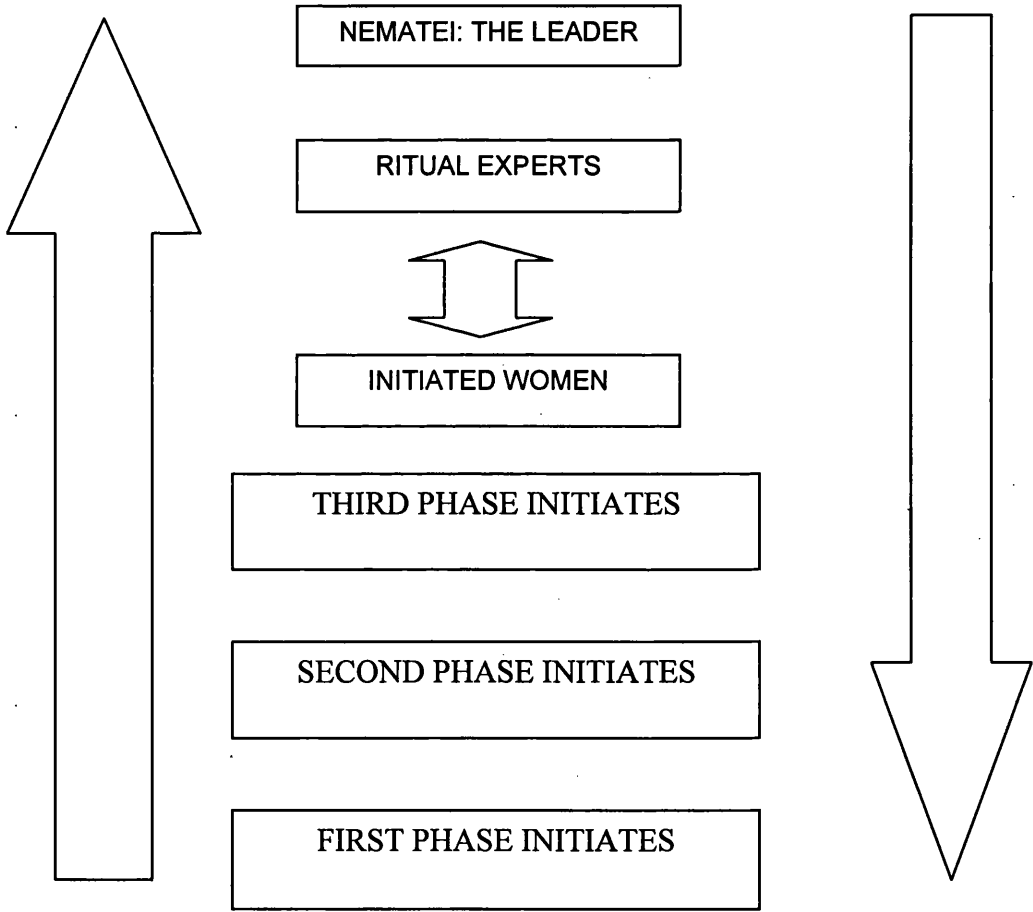 NEMATEI: THE LEADER
RITUAL EXPERTS
INITIATED WOMEN
THIRD PHASE INITIATES
SECOND PHASE INITIATES
FIRST PHASE INITIATES